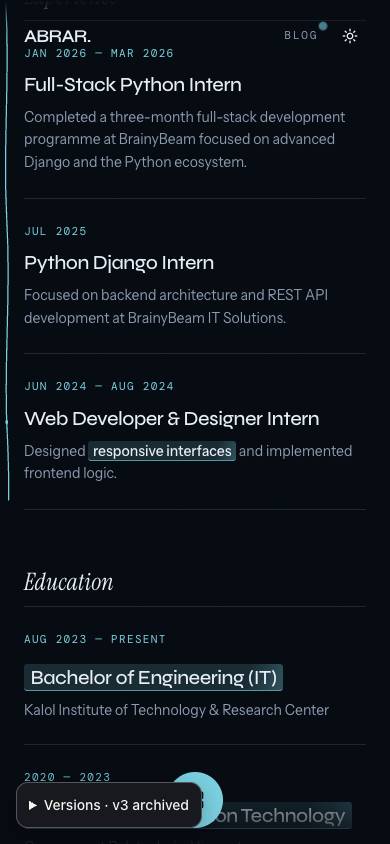 ABRAR.
BLOG
JAN 2026 — MAR 2026
Full-Stack Python Intern
Completed a three-month full-stack development
programme at BrainyBeam focused on advanced
Django and the Python ecosystem.
JUL 2025
Python Django Intern
Focused on backend architecture and REST API
development at BrainyBeam IT Solutions.
JUN 2024 — AUG 2024
Web Developer & Designer Intern
Designed responsive interfaces and implemented
frontend logic.
Education
AUG 2023 — PRESENT
Bachelor of Engineering (IT)
Kalol Institute of Technology & Research Center
2020 — 2023
Versions · v3 archived
Technology